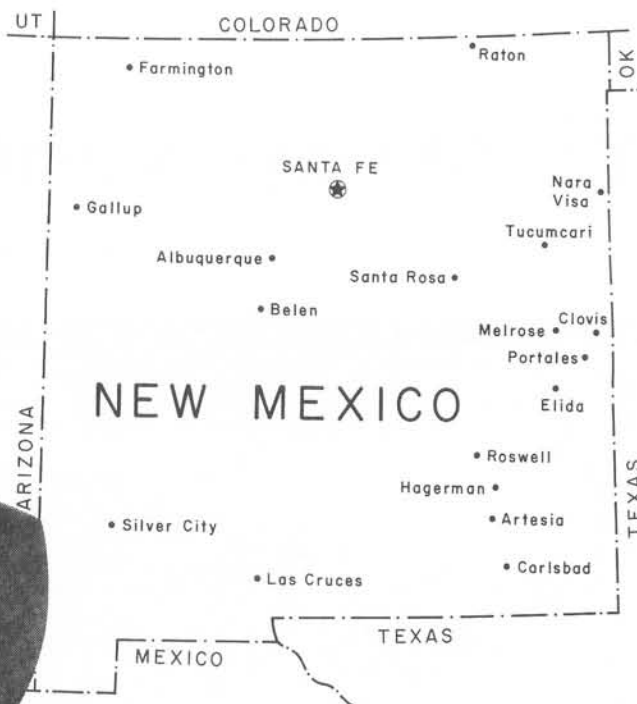 UT
COLORADO
OK
Raton
Farmington
SANTA FE
Nara
Visa
Gallup
Tucumcari
Albuquerque
Santa Rosa
Belen
Clovis
Melrose
Portales
NEW MEXICO
Elida
ARIZONA
Roswell
TEXAS
Hagerman
Artesia
Silver City
Carlsbad
Las Cruces
TEXAS
MEXICO